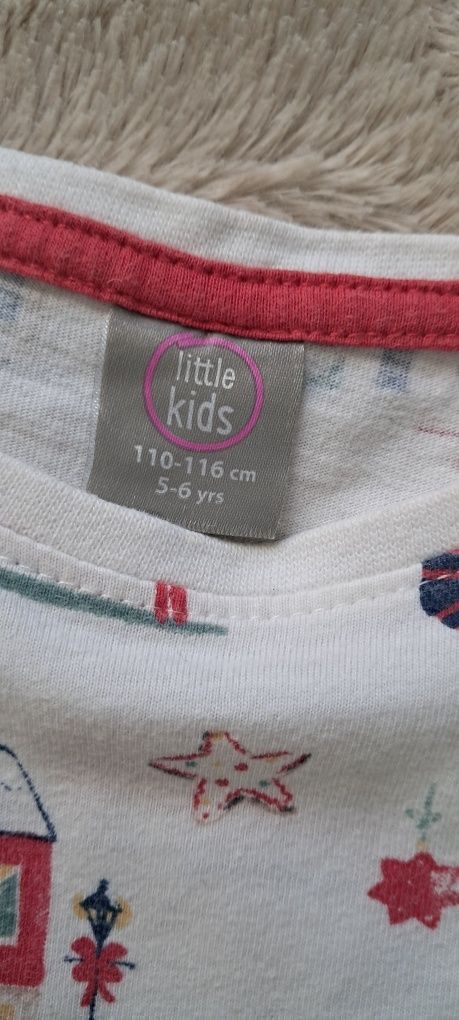 little
kids
110-116 cm
5-6 yrs